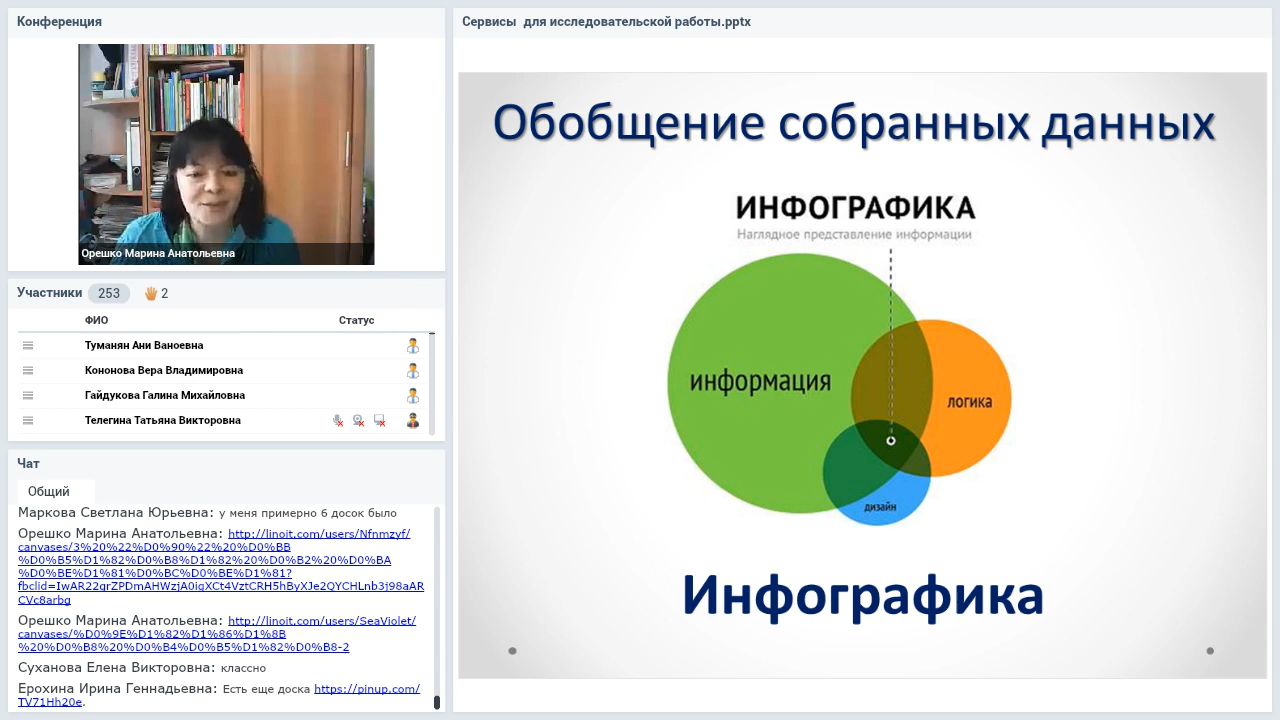 Конференция
Орешко Марина Анатольевна
Участники 253 2
ФИО Статус
Туманян Ани Ваноевна
Кононова Вера Владимировна
Гайдукова Галина Михайловна
Телегина Татьяна Викторовна
Чат
Общий
Маркова Светлана Юрьевна: у меня примерно 6 досок было
Орешко Марина Анатольевна: http://linoit.com/users/Nfnmzyf/
canvases/3%20%22%D0%90%22%20%D0%BB
%D0%B5%D1%82%D0%B8%D1%82%20%D0%B2%20%D0%BA
%D0%BE%D1%81%D0%BC%D0%BE%D1%81?
fbclid=IwAR22grZPDmAHWzjA0igXCt4VztCRH5hByXJe2QYCHLnb3j98aAR
CVc8arbg
Орешко Марина Анатольевна: http://linoit.com/users/SeaViolet/
canvases/%D0%9E%D1%82%D1%86%D1%8B
%20%D0%B8%20%D0%B4%D0%B5%D1%82%D0%B8-2
Суханова Елена Викторовна: классно
Ерохина Ирина Геннадьевна: Есть еще доска https://pinup.com/
TV71Hh20e.
Сервисы для исследовательской работы.pptx
Обобщение собранных данных
ИНФОГРАФИКА
Наглядное представление информации
информация
логика
дизайн
Инфографика